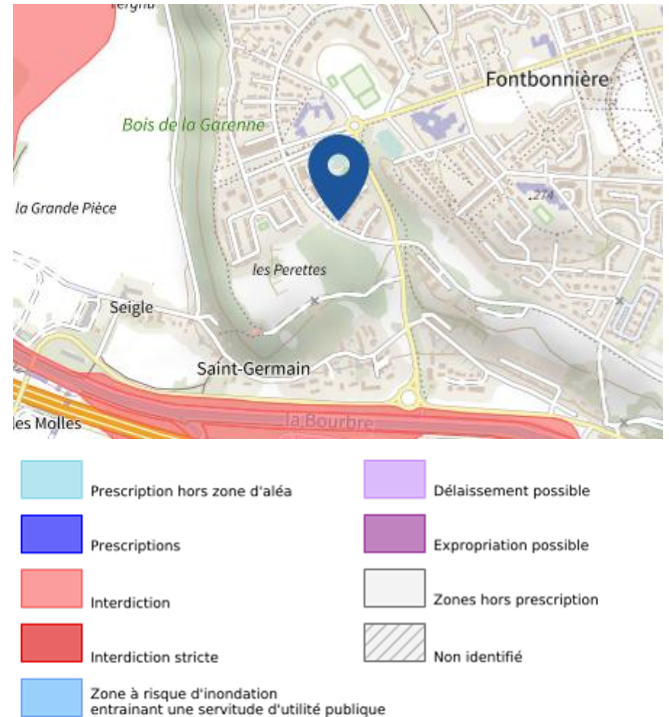 Fontbonnière
Bois de la Garenne
la Grande Pièce
274
les Perettes
Seigle
Saint-Germain
la Bourbre
les Molles
Prescription hors zone d'aléa
Délaissement possible
Prescriptions
Expropriation possible
Interdiction
Zones hors prescription
Interdiction stricte
Non identifié
Zone à risque d'inondation
entrainant une servitude d'utilité publique